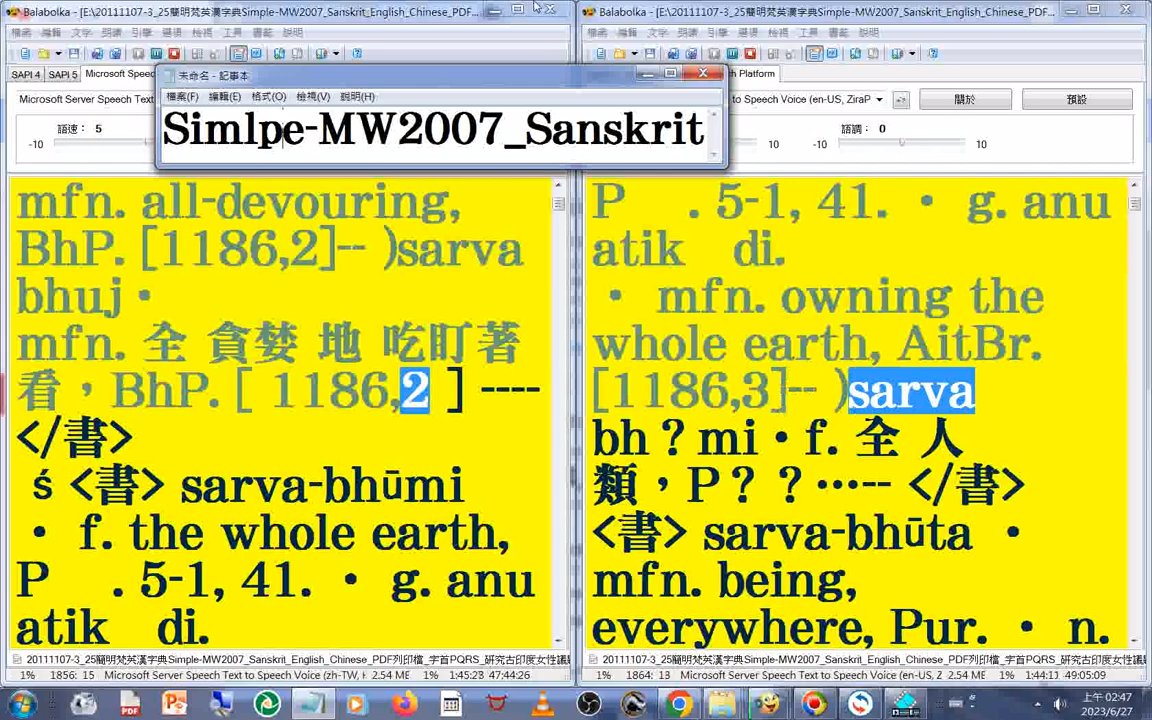 Balabolka - [E:\20111107-3_25簡明梵英漢字典Simple-MW2007_Sanskrit_English_Chinese_PDF...
Balabolka - [E:\20111107-3_25簡明梵英漢字典Simple-MW2007_Sanskrit_English_Chinese_PDF...
SAPI 4 SAPI 5 Microsoft Speec
h Platform
未命名 - 記事本
檔案(F) 編輯(E) 格式(O) 檢視(V) 說明(H)
Simlpe-MW2007_Sanskrit
Microsoft Server Speech Text
to Speech Voice (en-US, ZiraP
關於
預設
語速： 5
-10
10
語調： 0
-10
10
mfn. all-devouring,
BhP. [1186,2]-- )sarva
bhuj •
mfn. 全 貪婪 地 吃盯著
看，BhP. [ 1186,2 ] ----
</書>
ś <書> sarva-bhūmi
• f. the whole earth,
P . 5-1, 41. • g. anu
atik di.
P . 5-1, 41. • g. anu
atik di.
• mfn. owning the
whole earth, AitBr.
[1186,3]-- )sarva
bh？mi • f. 全 人
類，P？？…-- </書>
<書> sarva-bhūta •
mfn. being,
everywhere, Pur. • n.
20111107-3_25簡明梵英漢字典Simple-MW2007_Sanskrit_English_Chinese_PDF列印檔_字首PQRS_研究古印度女性議
20111107-3_25簡明梵英漢字典Simple-MW2007_Sanskrit_English_Chinese_PDF列印檔_字首PQRS_研究古印度女性議
1% 1856: 15 Microsoft Server Speech Text to Speech Voice (zh-TW, H 2.54 MB 1:45:23 47:44:26
1% 1864: 13 Microsoft Server Speech Text to Speech Voice (en-US, Z 2.54 MB 1:44:11 49:05:09
上午 02:47
2023/6/27